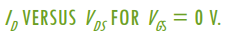 I_D VERSUS V_DS FOR V_GS = 0 V.